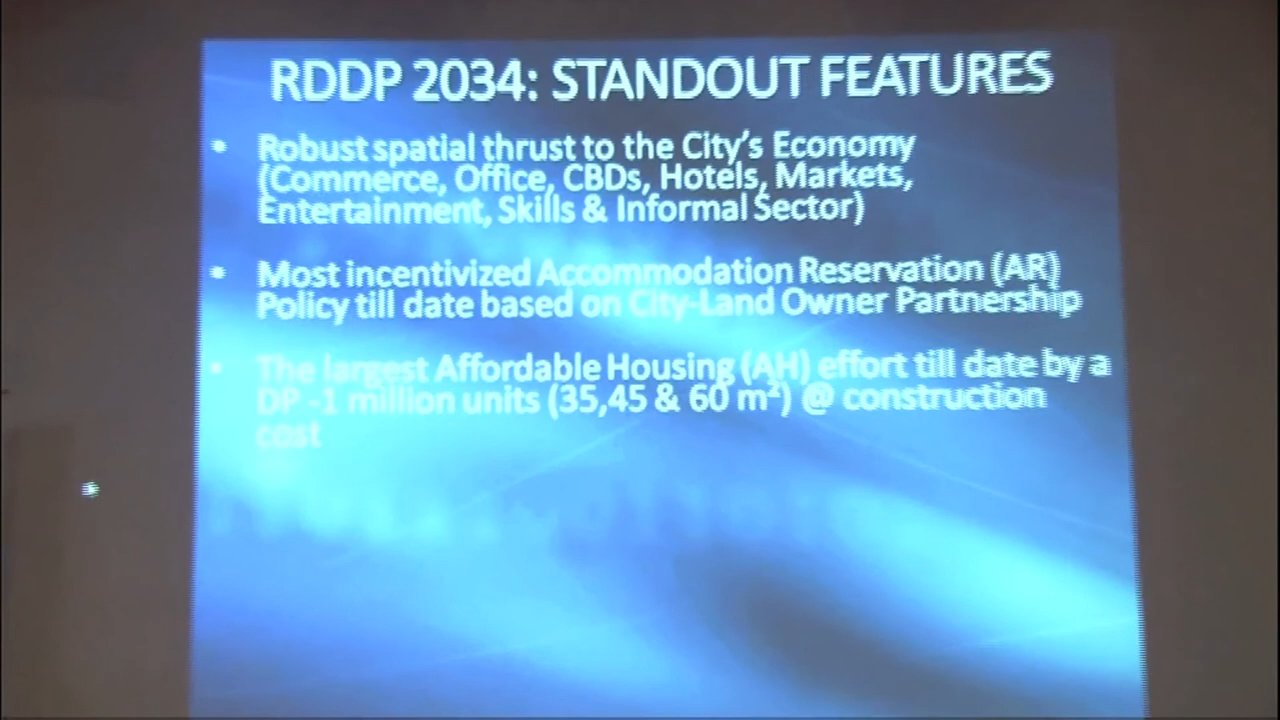 RDDP 2034: STANDOUT FEATURES
• Robust spatial thrust to the City's Economy
(Commerce, Office, CBDs, Hotels, Markets,
Entertainment, Skills & Informal Sector)
• Most incentivized Accommodation Reservation (AR)
Policy till date based on City-Land Owner Partnership
• The largest Affordable Housing (AH) effort till date by a
DP -1 million units (35,45 & 60 m²) @ construction
cost